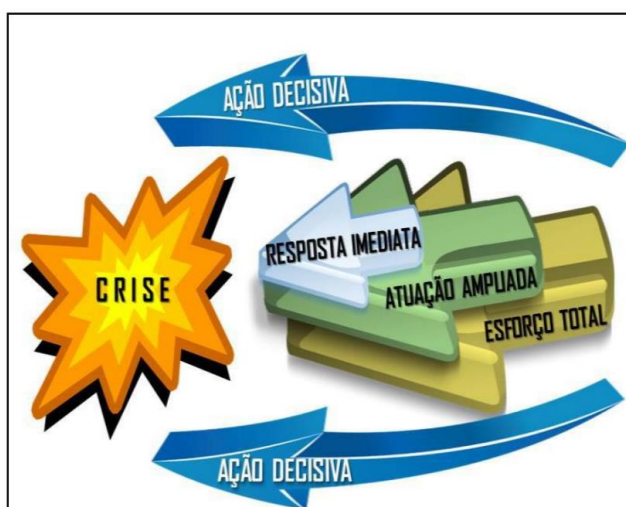 AÇÃO DECISIVA
RESPOSTA IMEDIATA
CRISE
ATUAÇÃO AMPLIADA
ESFORÇO TOTAL
AÇÃO DECISIVA